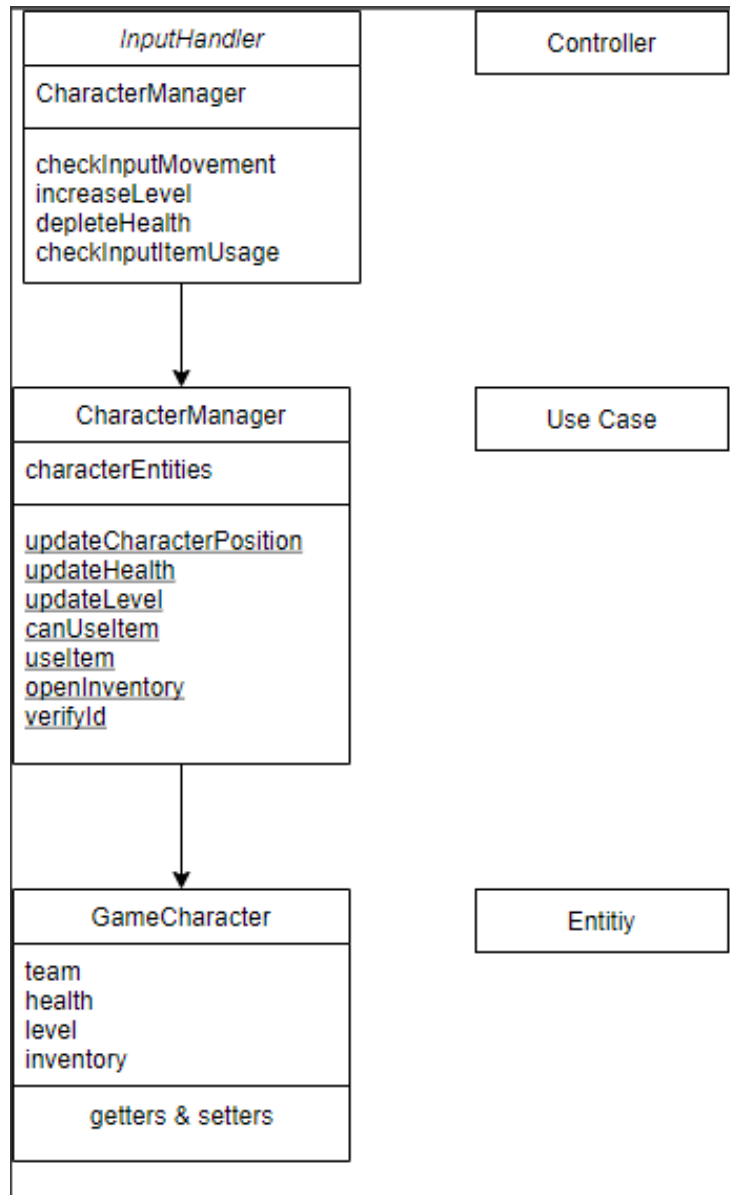 InputHandler
Controller
CharacterManager
checkInputMovement
increaseLevel
depleteHealth
checkInputItemUsage
CharacterManager
Use Case
characterEntities
updateCharacterPosition
updateHealth
updateLevel
canUseItem
useItem
openInventory
verifyId
GameCharacter
Entitiy
team
health
level
inventory
getters & setters